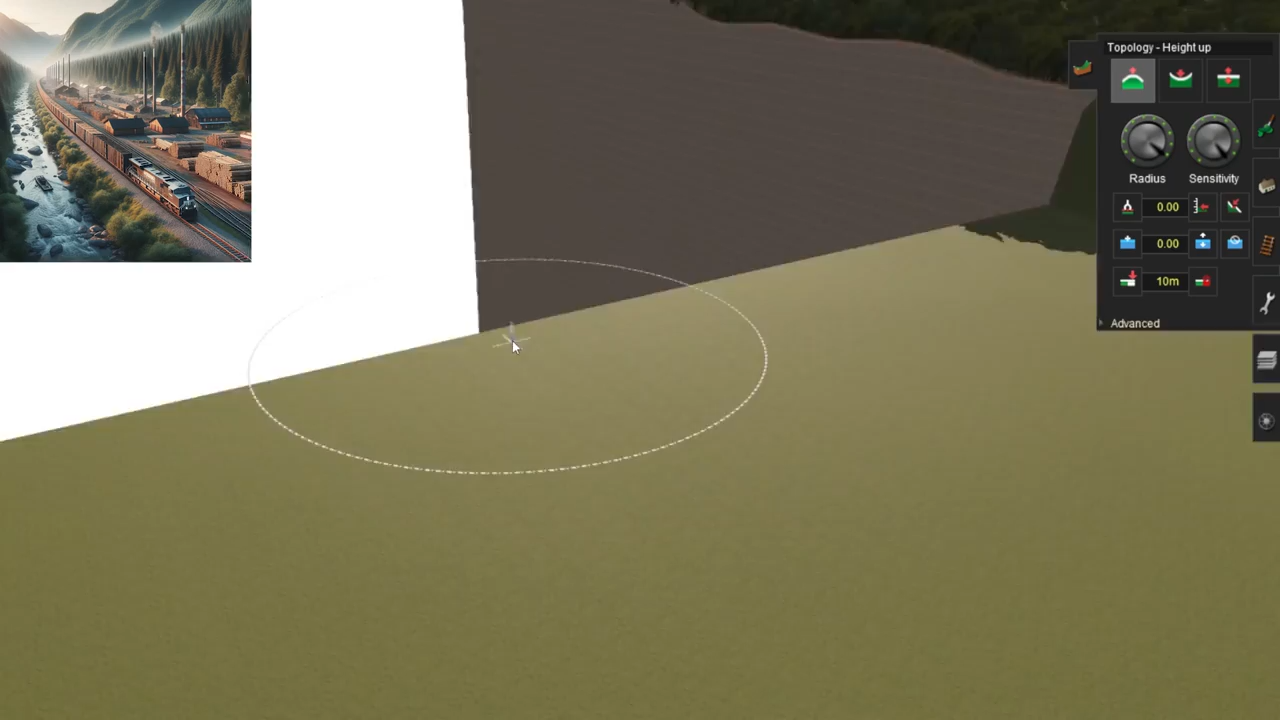 Topology - Height up
Radius Sensitivity
0.00
0.00
10m
Advanced